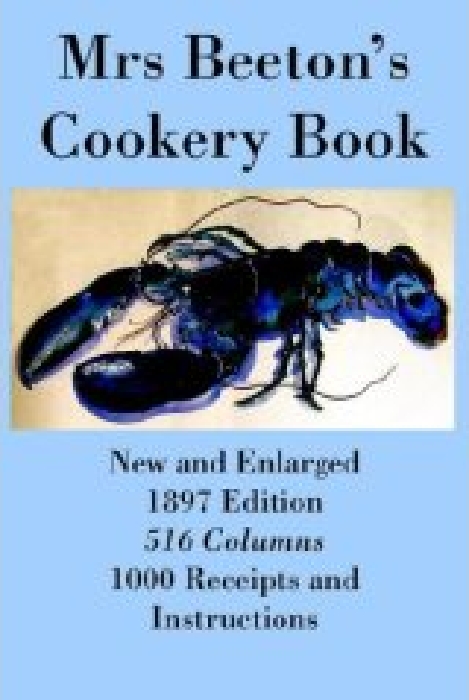 Mrs Beeton's
Cookery Book
New and Enlarged
1897 Edition
516 Columns
1000 Receipts and
Instructions